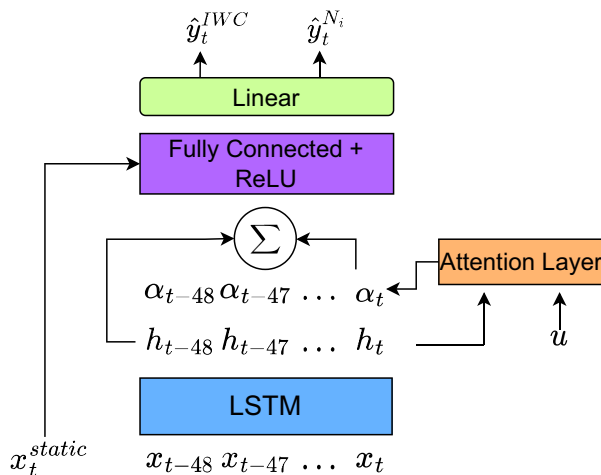 ŷ_t^{IWC} ŷ_t^{N_i}
Linear
Fully Connected +
ReLU
Σ
Attention Layer
α_{t−48} α_{t−47} ... α_t
h_{t−48} h_{t−47} ... h_t
u
LSTM
x_t^{static}
x_{t−48} x_{t−47} ... x_t